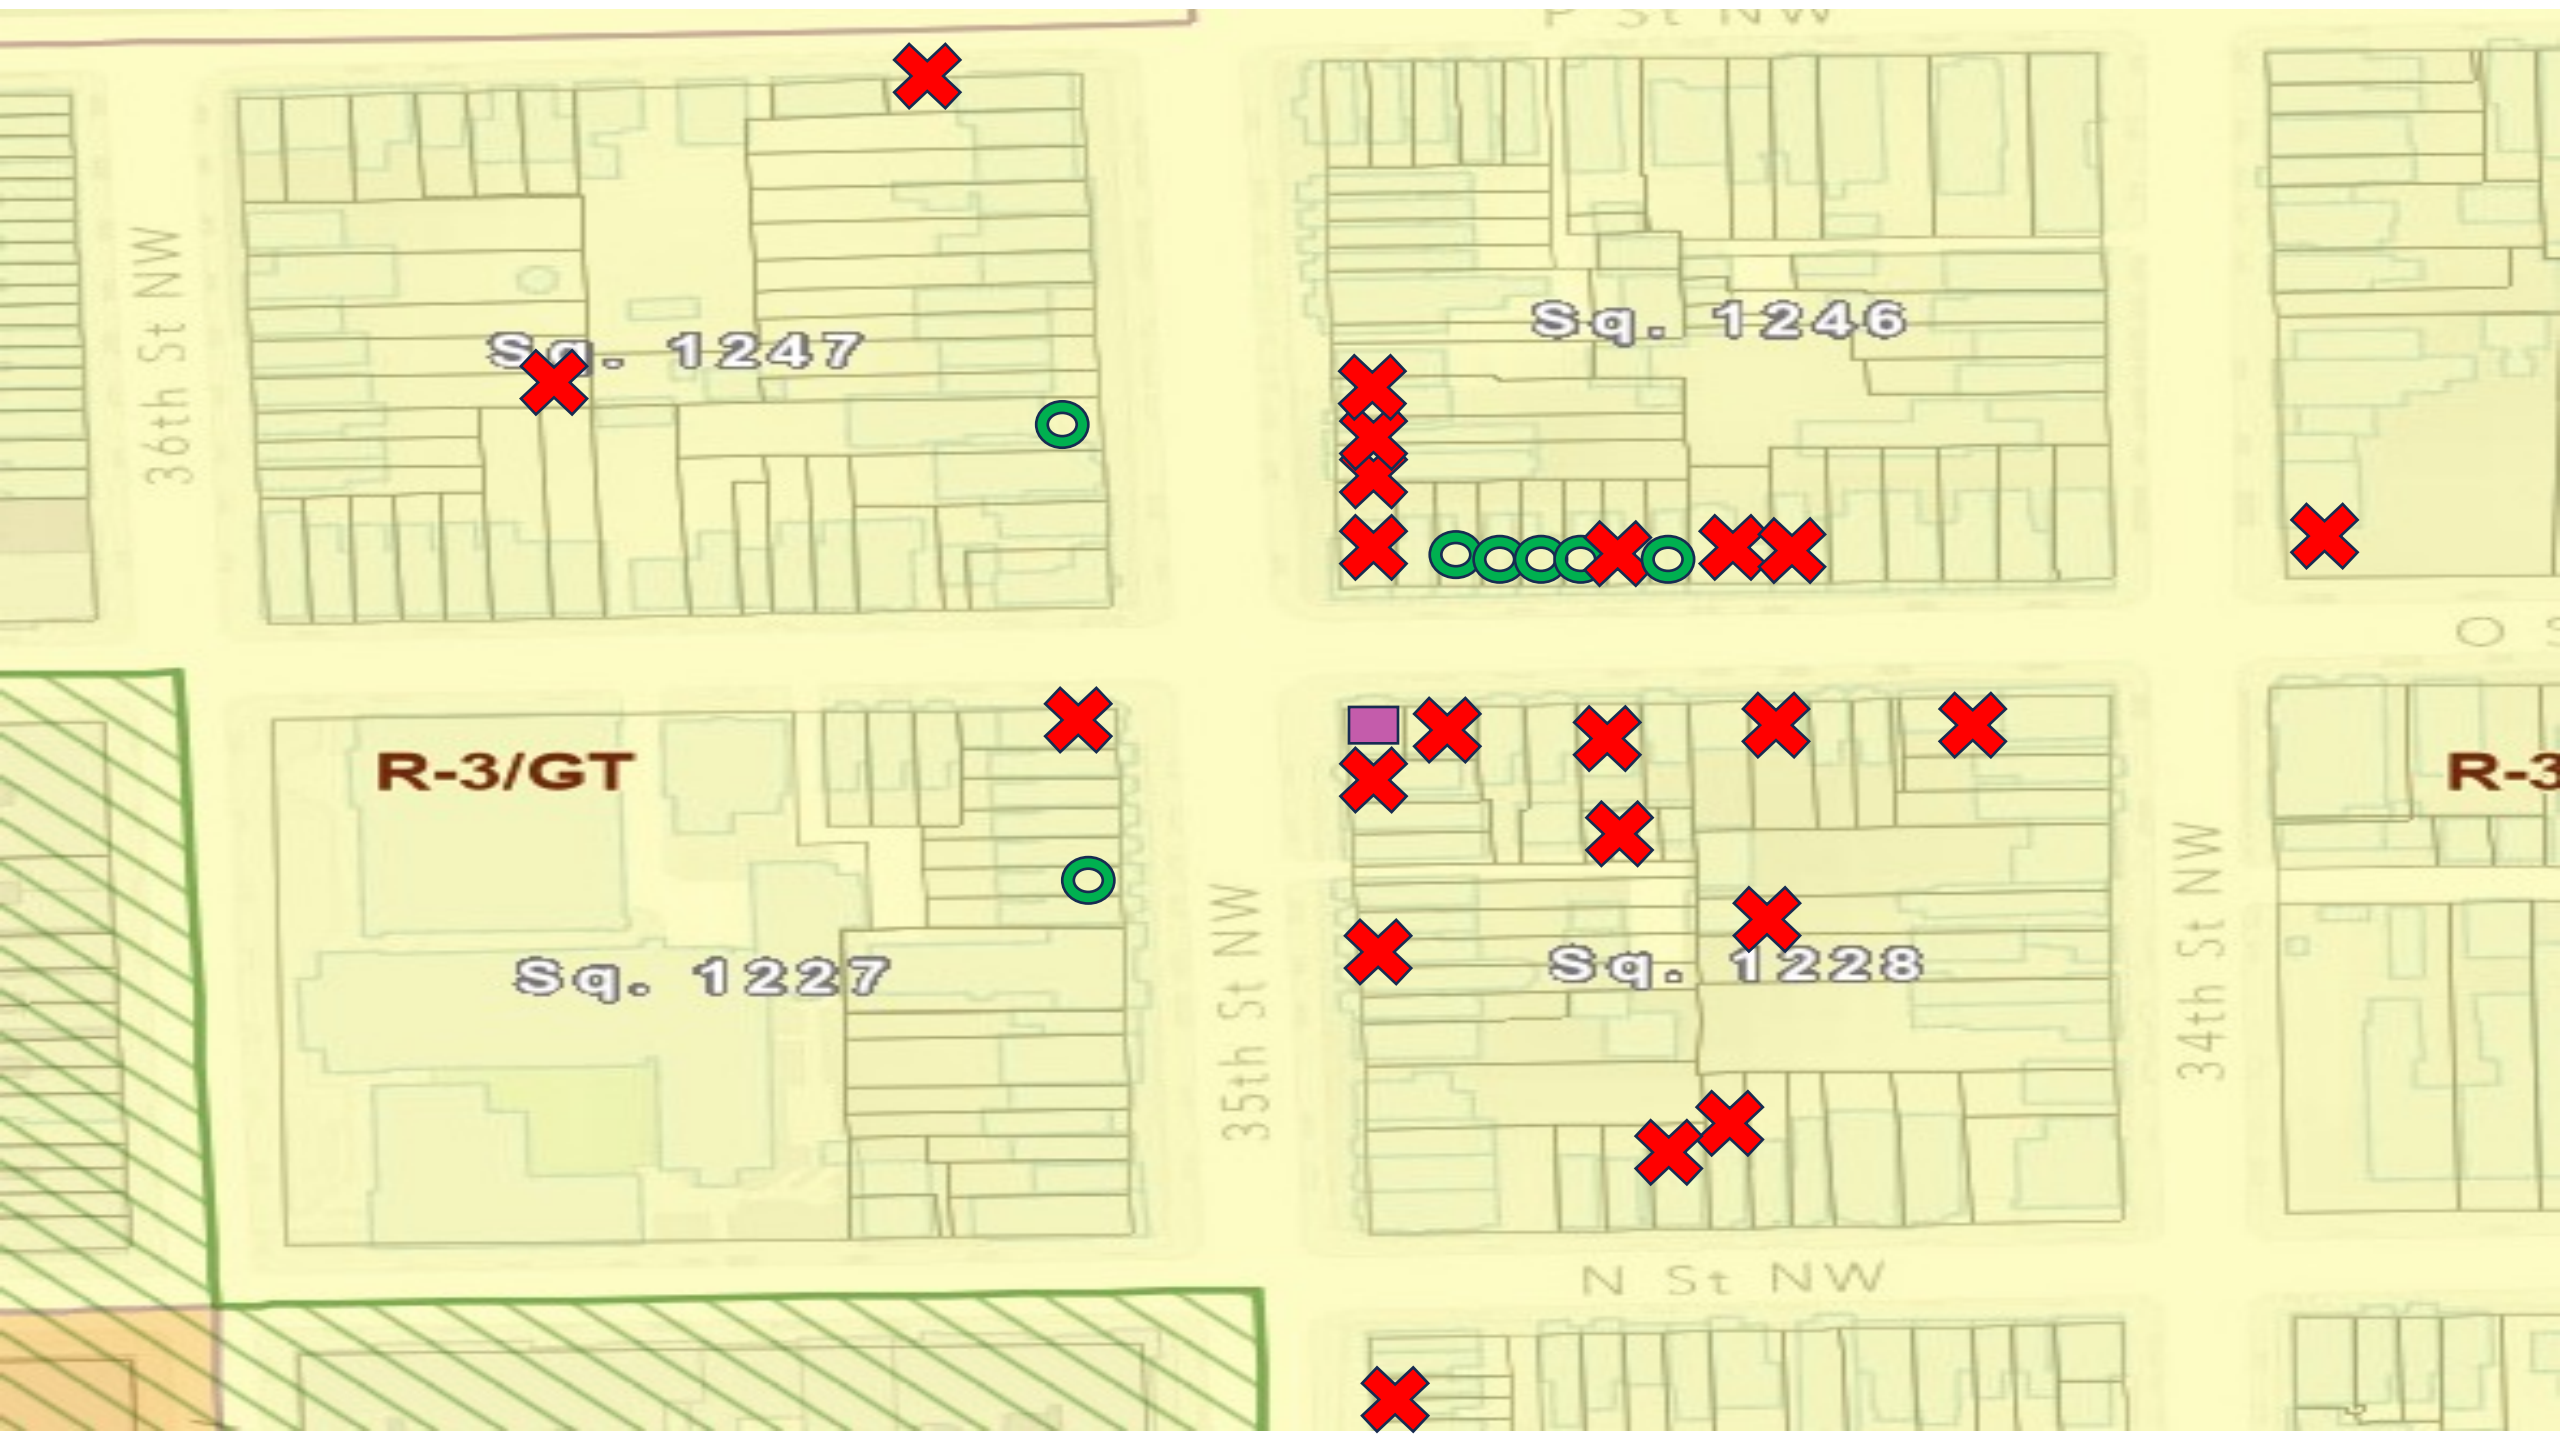 P St NW
36th St NW
Sq. 1247
Sq. 1246
O S
R-3/GT
R-3
35th St NW
34th St NW
Sq. 1227
Sq. 1228
N St NW